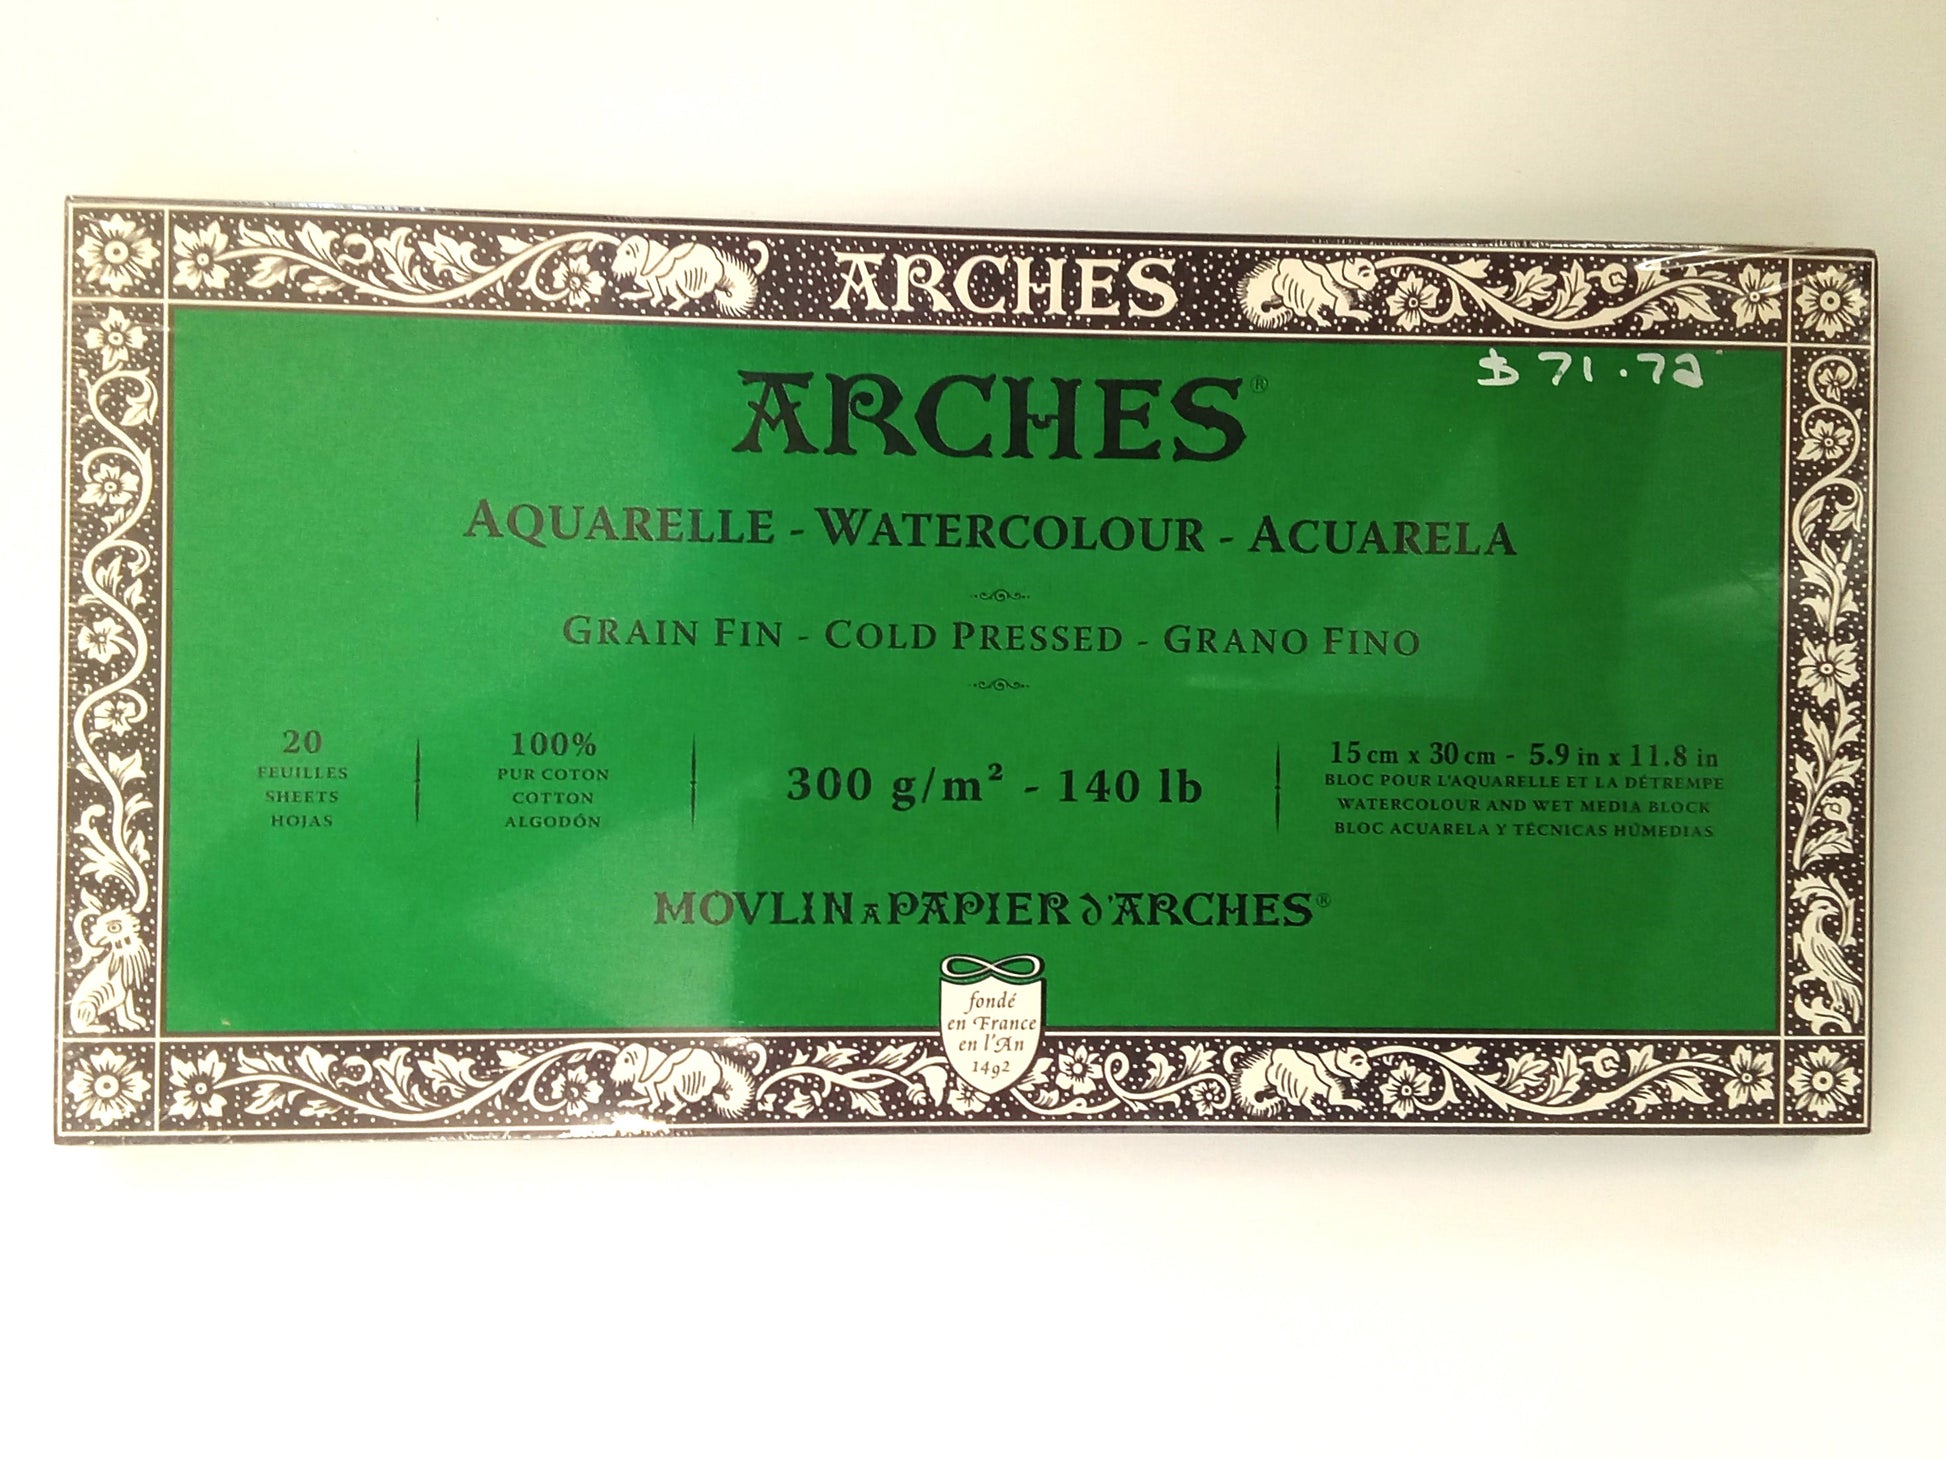 ARCHES
$71.72
ARCHES®
AQUARELLE - WATERCOLOUR - ACUARELA
GRAIN FIN - COLD PRESSED - GRANO FINO
20
FEUILLES
SHEETS
HOJAS
100%
PUR COTON
COTTON
ALGODÓN
300 g/m² - 140 lb
15 cm x 30 cm - 5.9 in x 11.8 in
BLOC POUR L'AQUARELLE ET LA DÉTREMPE
WATERCOLOUR AND WET MEDIA BLOCK
BLOC ACUARELA Y TÉCNICAS HÚMEDIAS
MOVLIN A PAPIER D'ARCHES®
fondé
en France
en l'An
1492